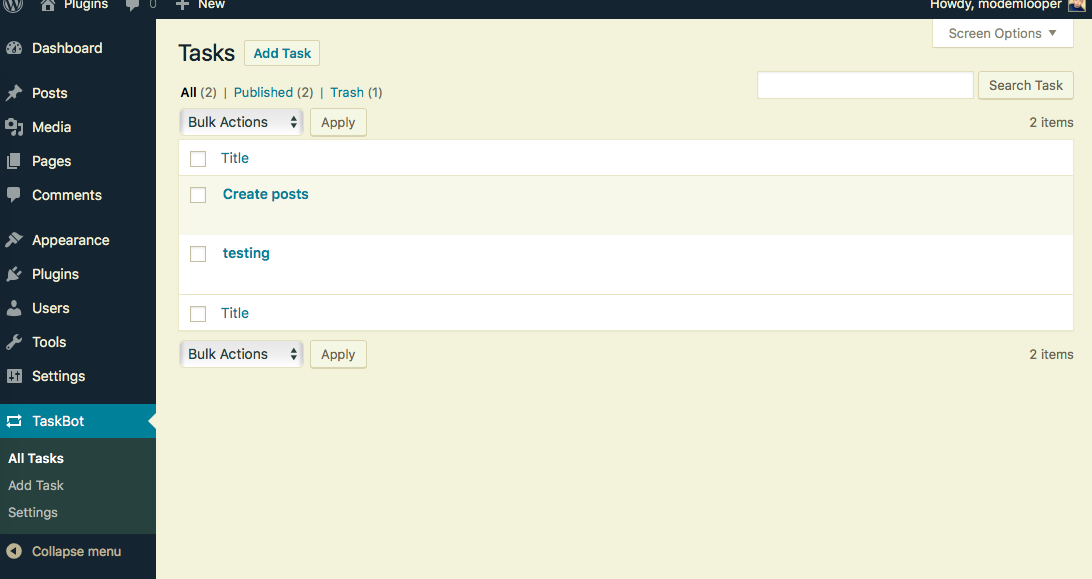 Plugins 0 New Howdy, modemlooper
Screen Options
Dashboard
Posts
Media
Pages
Comments
Appearance
Plugins
Users
Tools
Settings
TaskBot
All Tasks
Add Task
Settings
Collapse menu
Tasks Add Task
All (2) | Published (2) | Trash (1)
Search Task
Bulk Actions Apply 2 items
Title
Create posts
testing
Title
Bulk Actions Apply 2 items